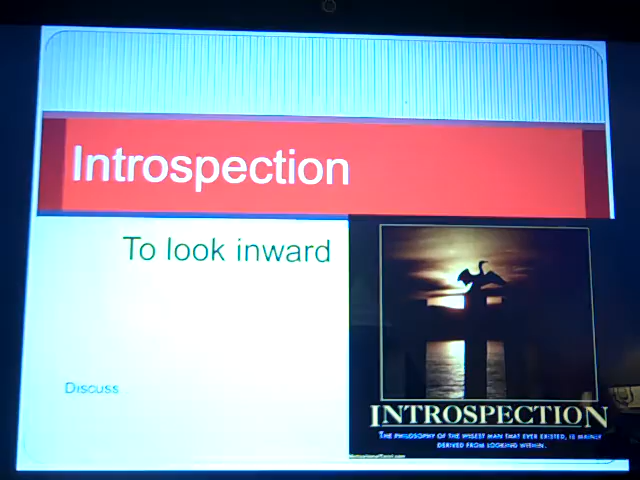 Introspection
To look inward
Discuss
INTROSPECTION
THE PHILOSOPHY OF THE WISEST MAN THAT EVER EXISTED, IS MAINLY
DERIVED FROM LOOKING WITHIN.